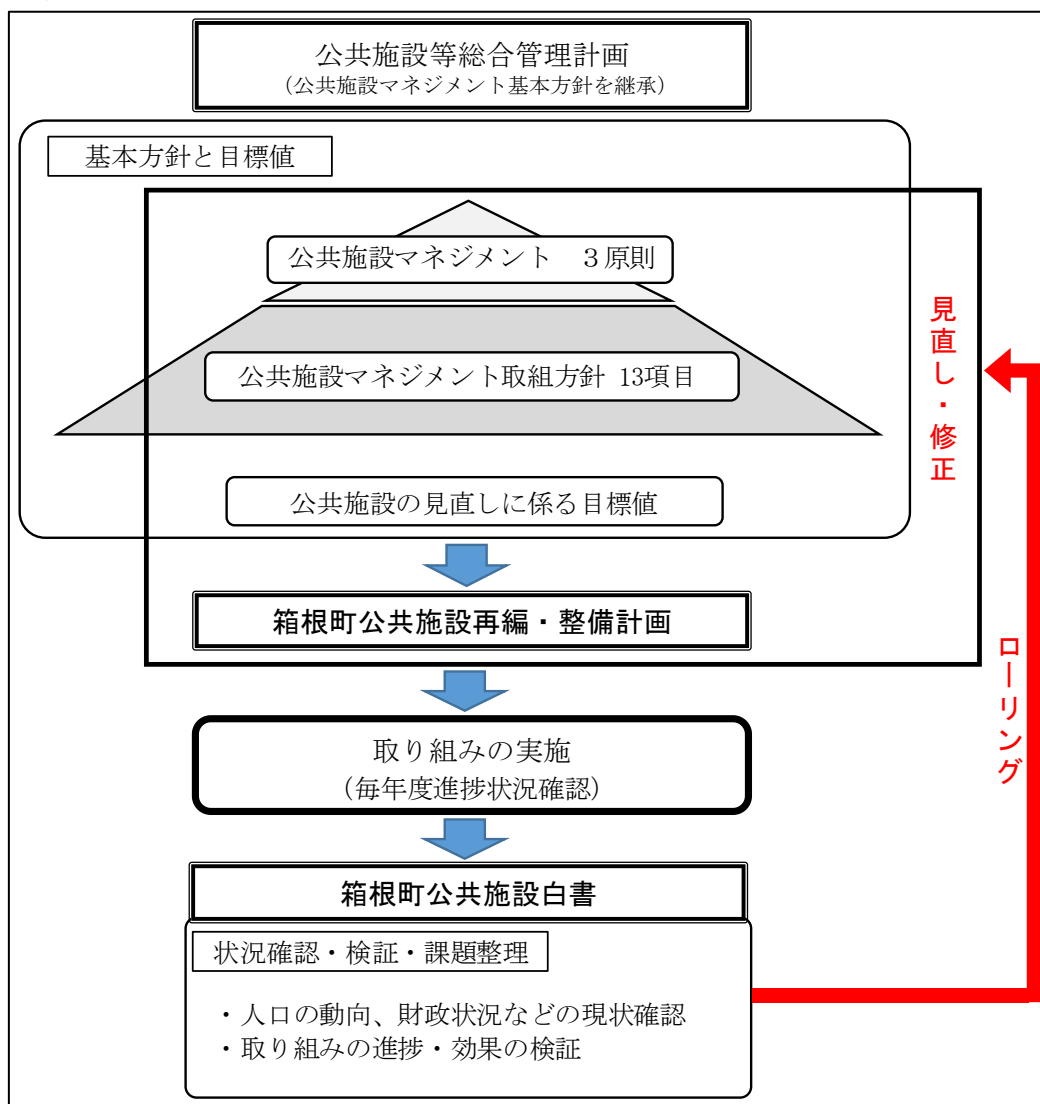 公共施設等総合管理計画
（公共施設マネジメント基本方針を継承）
基本方針と目標値
公共施設マネジメント　３原則
公共施設マネジメント取組方針 13項目
公共施設の見直しに係る目標値
見直し・修正
箱根町公共施設再編・整備計画
ローリング
取り組みの実施
（毎年度進捗状況確認）
箱根町公共施設白書
状況確認・検証・課題整理
・人口の動向、財政状況などの現状確認
・取り組みの進捗・効果の検証